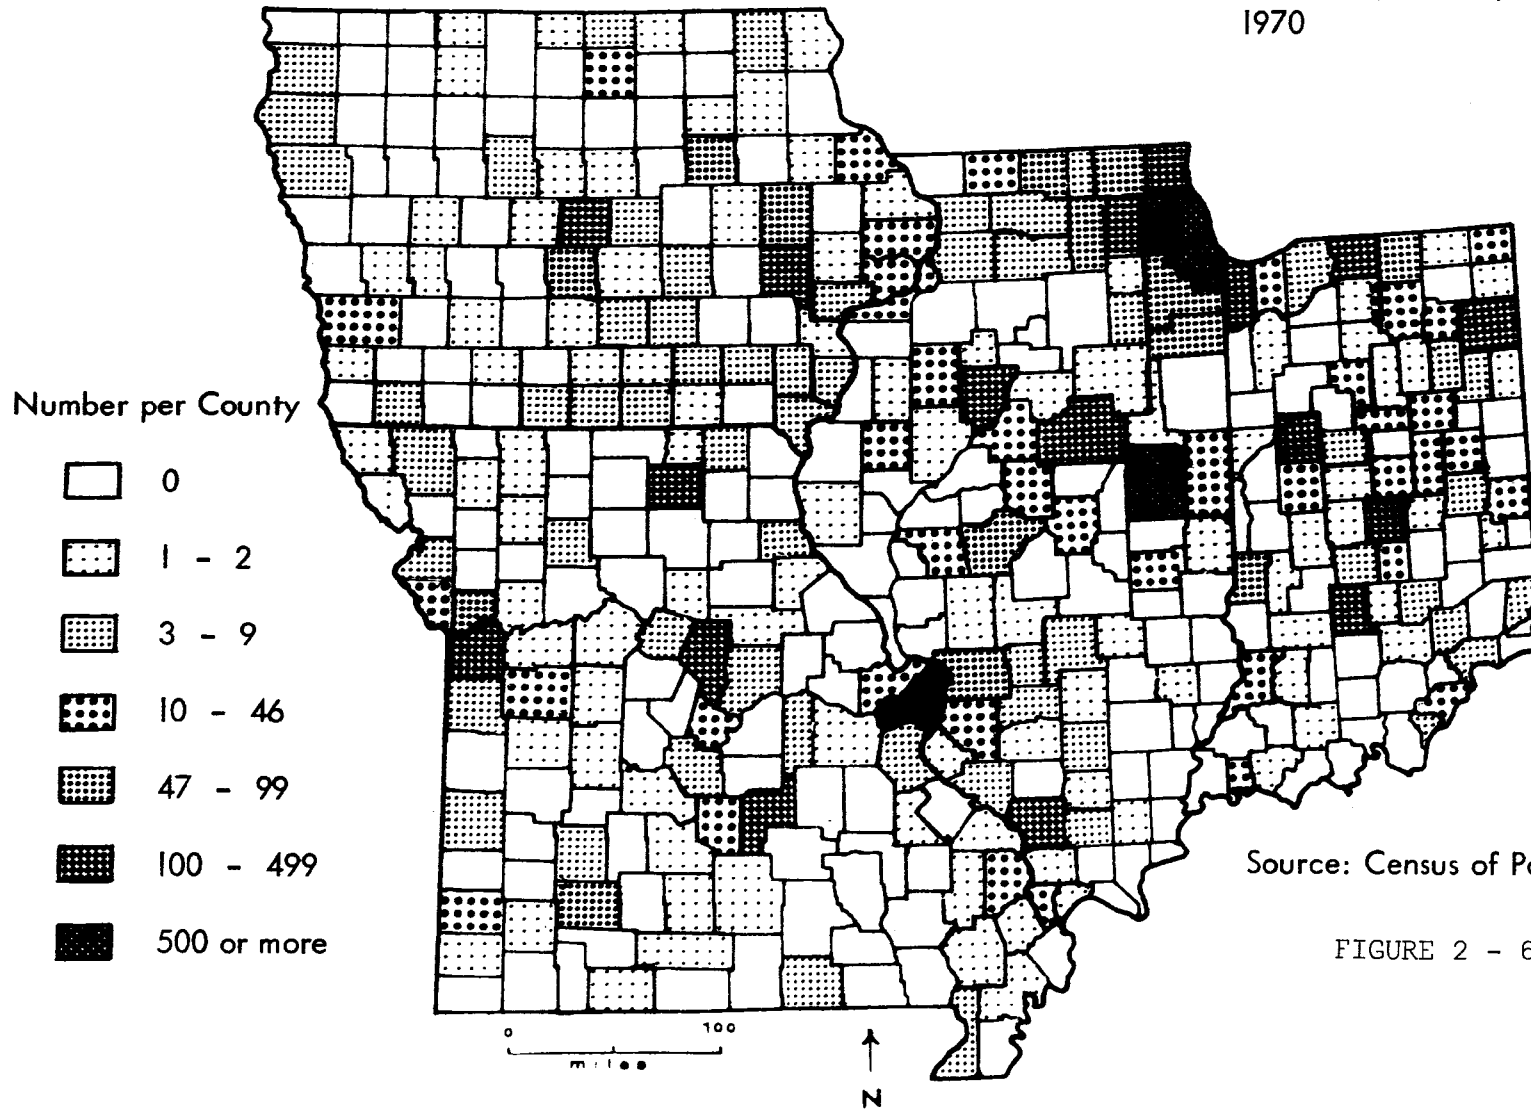 1970
Number per County
0
1 - 2
3 - 9
10 - 46
47 - 99
100 - 499
500 or more
Source: Census of
FIGURE 2 - 6
0 100
miles
N